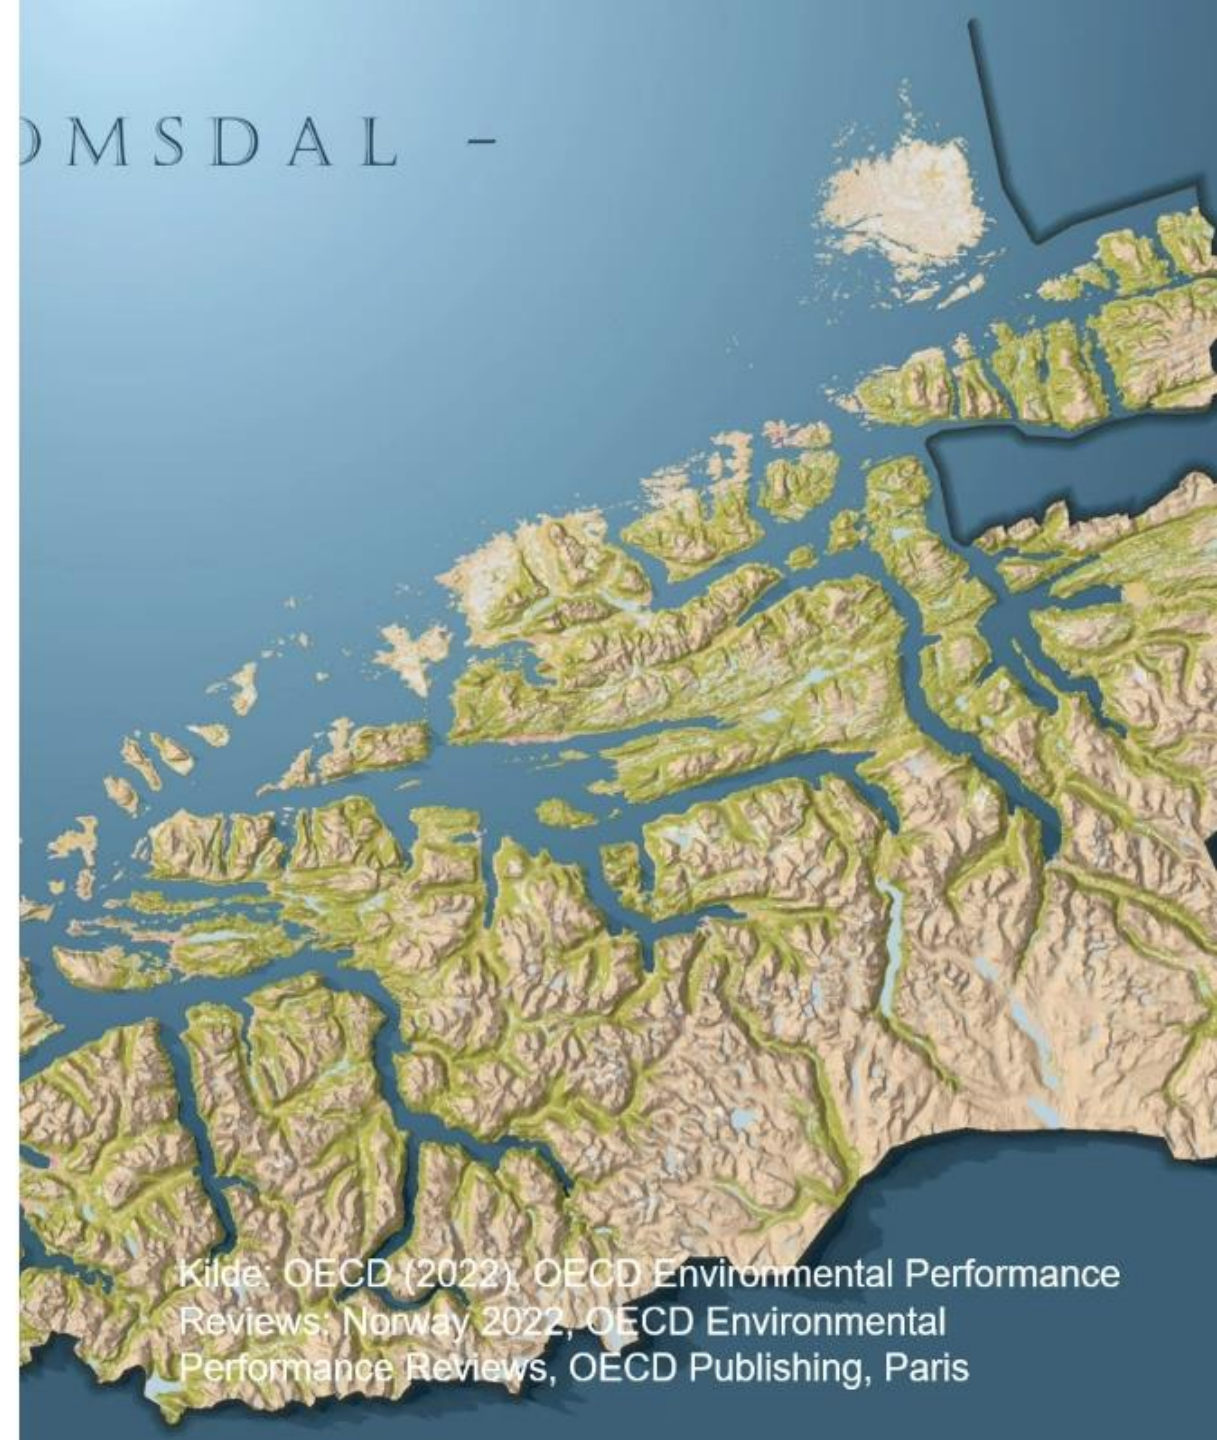 OMSDAL -
Kilde: OECD (2022), OECD Environmental Performance
Reviews: Norway 2022, OECD Environmental
Performance Reviews, OECD Publishing, Paris